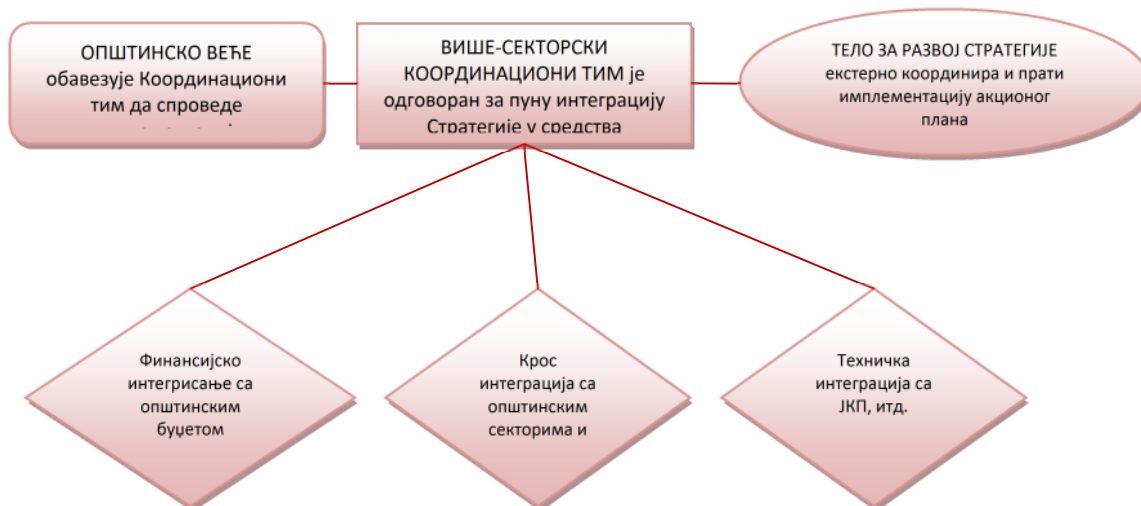 ОПШТИНСКО ВЕЋЕ
обавезује Координациони
тим да спроведе
ВИШЕ-СЕКТОРСКИ
КООРДИНАЦИОНИ ТИМ је
одговоран за пуну интеграцију
Стратегије у средства
ТЕЛО ЗА РАЗВОЈ СТРАТЕГИЈЕ
екстерно координира и прати
имплементацију акционог
плана
Финансијско
интегрисање са
општинским
буџетом
Крос
интеграција са
општинским
секторима и
Техничка
интеграција са
ЈКП, итд.